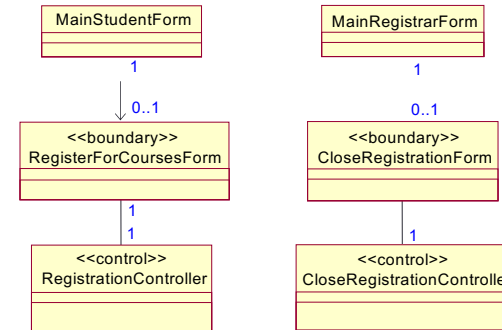 MainStudentForm
1
0..1
<<boundary>>
RegisterForCoursesForm
1
1
<<control>>
RegistrationController
MainRegistrarForm
1
0..1
<<boundary>>
CloseRegistrationForm
1
<<control>>
CloseRegistrationControlle